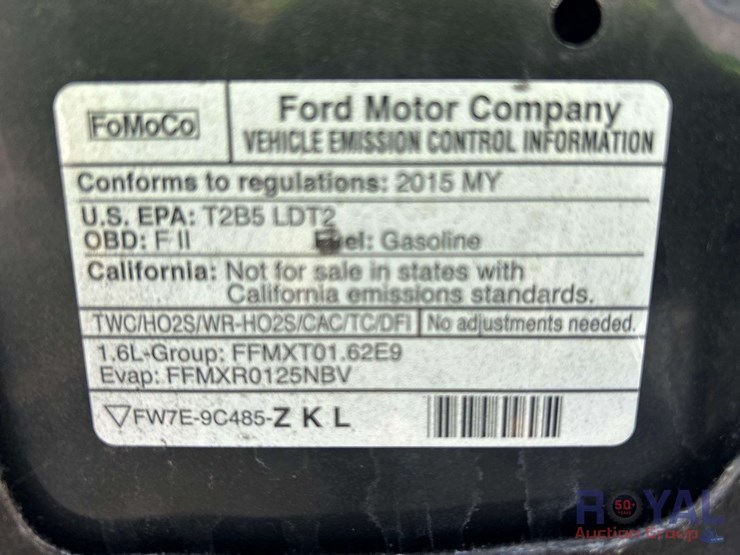 FoMoCo
Ford Motor Company
VEHICLE EMISSION CONTROL INFORMATION
Conforms to regulations: 2015 MY
U.S. EPA: T2B5 LDT2
OBD: F II Fuel: Gasoline
California: Not for sale in states with
California emissions standards.
TWC/HO2S/WR-HO2S/CAC/TC/DFI No adjustments needed.
1.6L-Group: FFMXT01.62E9
Evap: FFMXR0125NBV
FW7E-9C485-Z K L
ROYAL
50
Auction Group